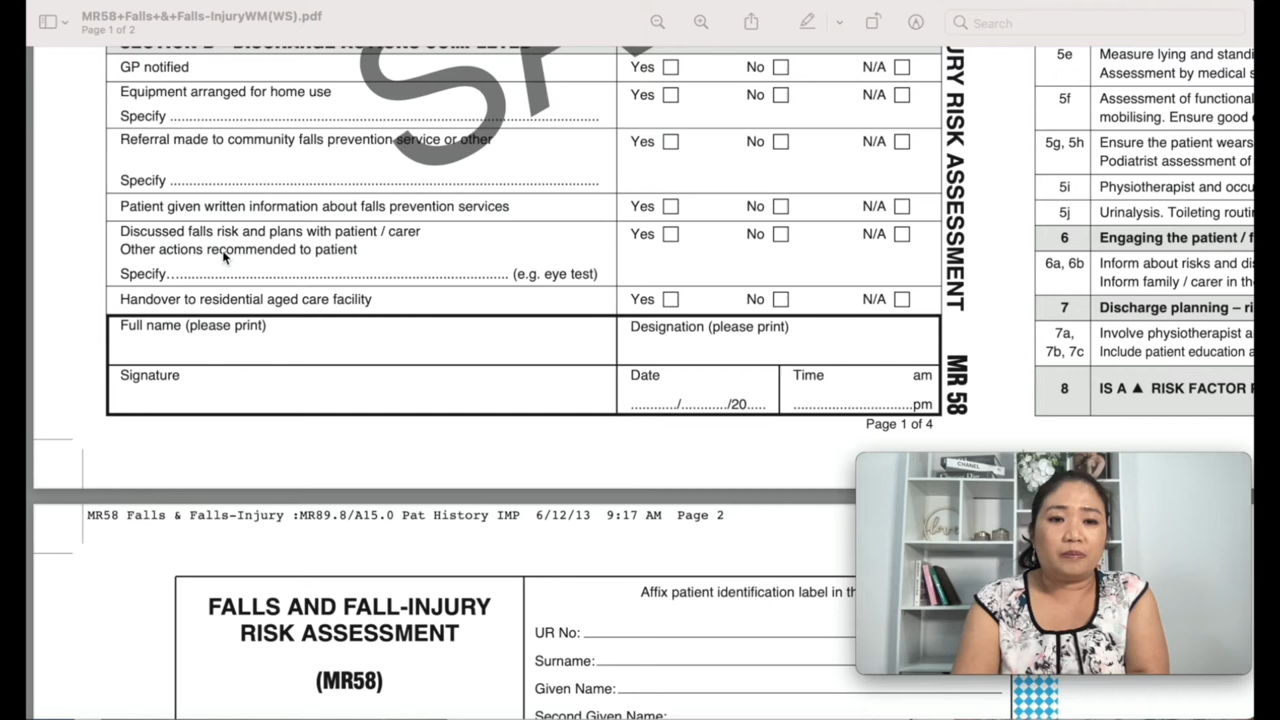 MR58+Falls+&+Falls-InjuryWM(WS).pdf
Page 1 of 2
Search
GP notified
Yes No N/A
Equipment arranged for home use
Yes No N/A
Specify
Referral made to community falls prevention service or other
Yes No N/A
Specify
Patient given written information about falls prevention services
Yes No N/A
Discussed falls risk and plans with patient / carer
Yes No N/A
Other actions recommended to patient
Specify (e.g. eye test)
Handover to residential aged care facility
Yes No N/A
Full name (please print)
Designation (please print)
Signature
Date
Time am
............/............/20.....
pm
Page 1 of 4
RISK ASSESSMENT
MR 58
5e Measure lying and
Assessment by medical
5f Assessment of functional
mobilising. Ensure good
5g, 5h Ensure the patient wears
Podiatrist assessment of
5i Physiotherapist and
5j Urinalysis. Toileting
6 Engaging the patient /
6a, 6b Inform about risks and
Inform family / carer in
7 Discharge planning –
7a, Involve physiotherapist
7b, 7c Include patient education
8 IS A ▲ RISK FACTOR
MR58 Falls & Falls-Injury :MR89.8/A15.0 Pat History IMP 6/12/13 9:17 AM Page 2
FALLS AND FALL-INJURY
RISK ASSESSMENT
(MR58)
Affix patient identification label in
UR No:
Surname:
Given Name:
Second Given Name:
CHANEL